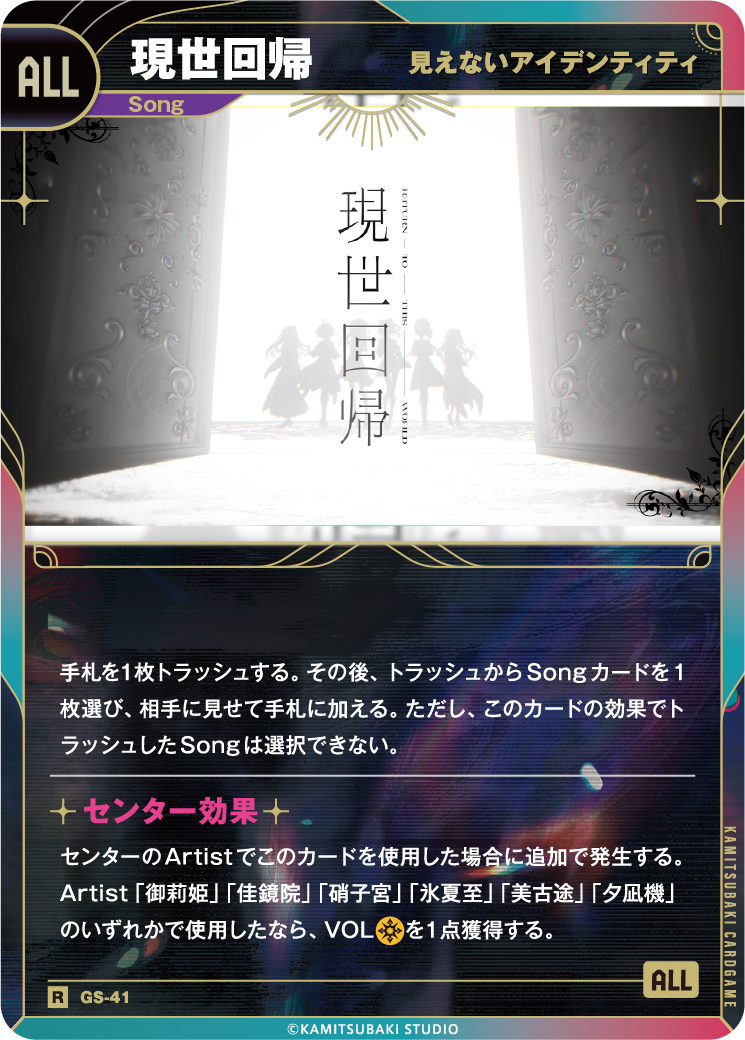 ALL
現世回帰
見えないアイデンティティ
Song
現世回帰
RETURN — TO — THIS — WORLD
手札を1枚トラッシュする。その後、トラッシュからSongカードを1
枚選び、相手に見せて手札に加える。ただし、このカードの効果でト
ラッシュしたSongは選択できない。
センター効果
センターのArtistでこのカードを使用した場合に追加で発生する。
Artist「御莉姫」「佳鏡院」「硝子宮」「氷夏至」「美古途」「夕凪機」
のいずれかで使用したなら、VOLを1点獲得する。
ALL
R GS-41
KAMITSUBAKI CARDGAME
©KAMITSUBAKI STUDIO